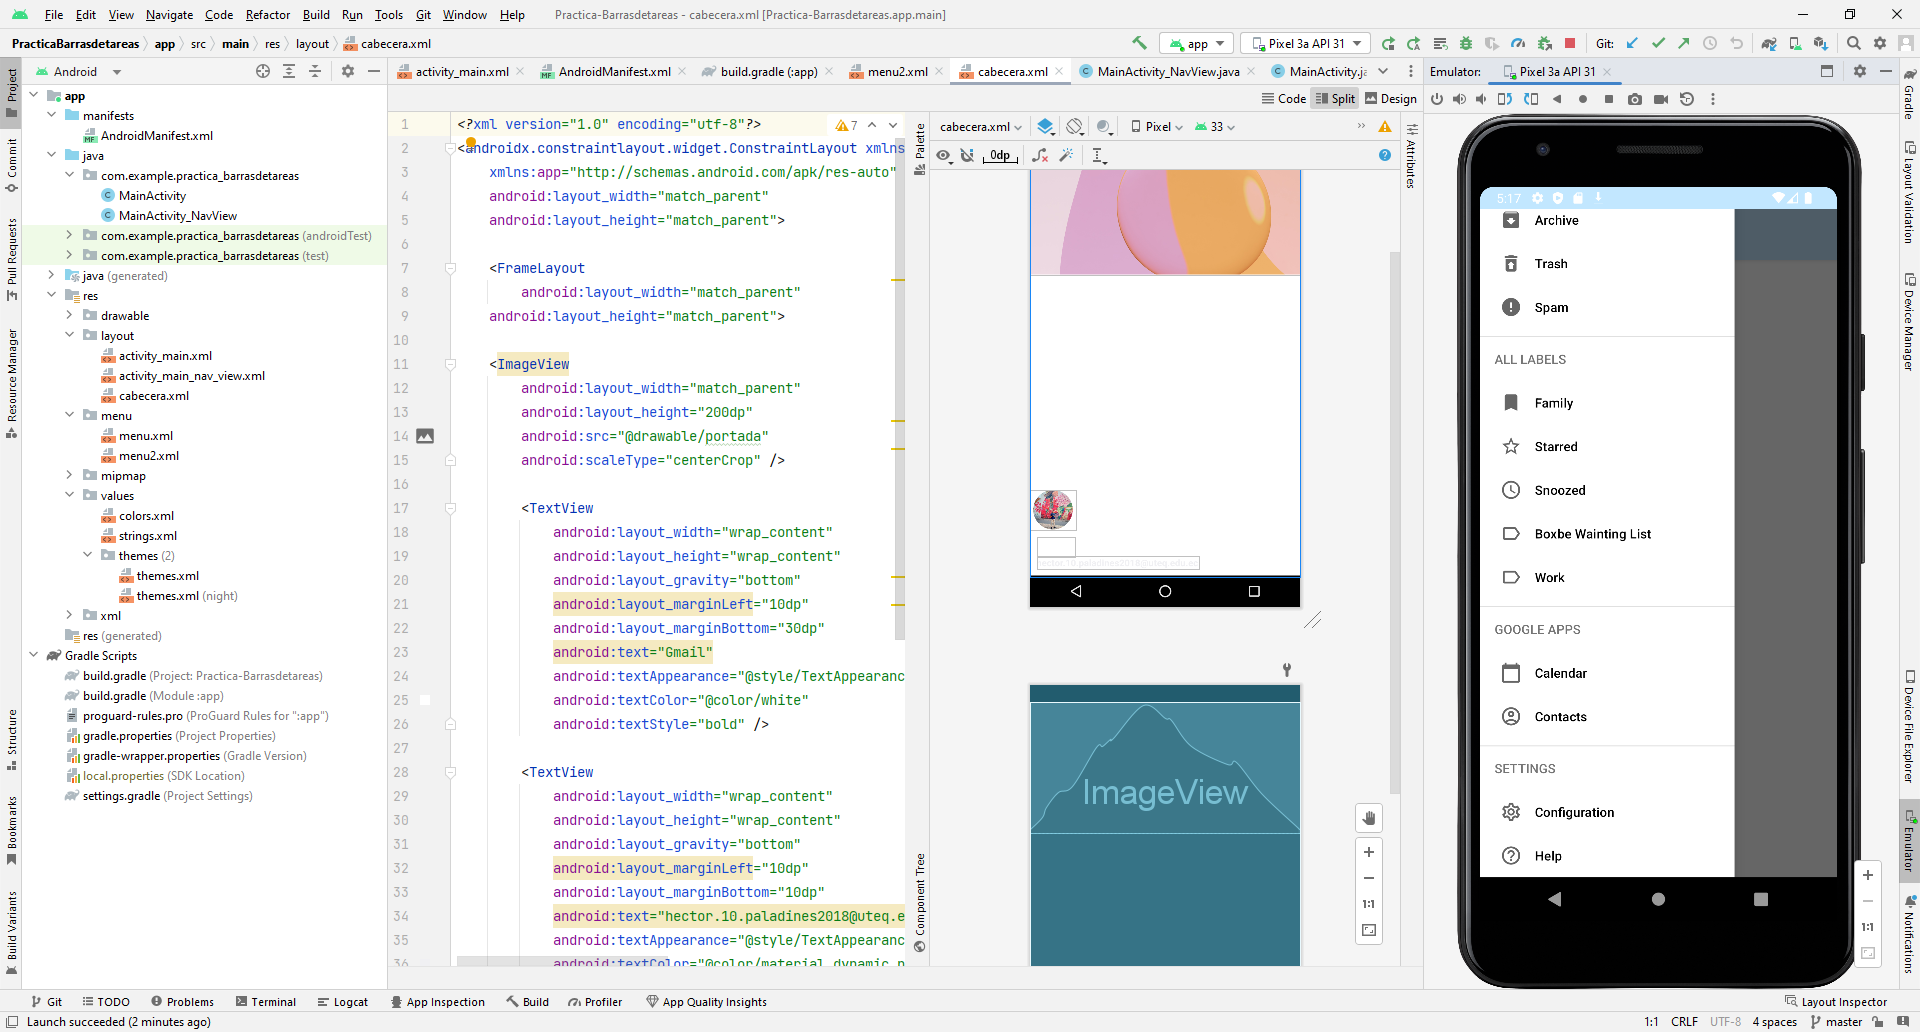 File Edit View Navigate Code Refactor Build Run Tools Git Window Help Practica-Barrasdetareas - cabecera.xml [Practica-Barrasdetareas.app.main]
PracticaBarrasdetareas app src main res layout cabecera.xml app Pixel 3a API 31 Git:
Android activity_main.xml AndroidManifest.xml build.gradle (:app) menu2.xml cabecera.xml MainActivity_NavView.java MainActivity.ja Emulator: Pixel 3a API 31
Code Split Design
Project
Commit
Pull Requests
Resource Manager
Structure
Bookmarks
Build Variants
app
manifests
AndroidManifest.xml
java
com.example.practica_barrasdetareas
MainActivity
MainActivity_NavView
com.example.practica_barrasdetareas (androidTest)
com.example.practica_barrasdetareas (test)
java (generated)
res
drawable
layout
activity_main.xml
activity_main_nav_view.xml
cabecera.xml
menu
menu.xml
menu2.xml
mipmap
values
colors.xml
strings.xml
themes (2)
themes.xml
themes.xml (night)
xml
res (generated)
Gradle Scripts
build.gradle (Project: Practica-Barrasdetareas)
build.gradle (Module :app)
proguard-rules.pro (ProGuard Rules for ":app")
gradle.properties (Project Properties)
gradle-wrapper.properties (Gradle Version)
local.properties (SDK Location)
settings.gradle (Project Settings)
1 <?xml version="1.0" encoding="utf-8"?> 7
2 <androidx.constraintlayout.widget.ConstraintLayout xmlns
3 xmlns:app="http://schemas.android.com/apk/res-auto"
4 android:layout_width="match_parent"
5 android:layout_height="match_parent">
6
7 <FrameLayout
8 android:layout_width="match_parent"
9 android:layout_height="match_parent">
10
11 <ImageView
12 android:layout_width="match_parent"
13 android:layout_height="200dp"
14 android:src="@drawable/portada"
15 android:scaleType="centerCrop" />
16
17 <TextView
18 android:layout_width="wrap_content"
19 android:layout_height="wrap_content"
20 android:layout_gravity="bottom"
21 android:layout_marginLeft="10dp"
22 android:layout_marginBottom="30dp"
23 android:text="Gmail"
24 android:textAppearance="@style/TextAppearanc
25 android:textColor="@color/white"
26 android:textStyle="bold" />
27
28 <TextView
29 android:layout_width="wrap_content"
30 android:layout_height="wrap_content"
31 android:layout_gravity="bottom"
32 android:layout_marginLeft="10dp"
33 android:layout_marginBottom="10dp"
34 android:text="hector.10.paladines2018@uteq.e
35 android:textAppearance="@style/TextAppearanc
36 android:textColor="@color/material_dynamic_n
Palette
Component Tree
cabecera.xml Pixel 33
0dp
Attributes
hector.10.paladines2018@uteq.edu.ec
ImageView
1:1
5:17
Archive
Trash
Spam
ALL LABELS
Family
Starred
Snoozed
Boxbe Wainting List
Work
GOOGLE APPS
Calendar
Contacts
SETTINGS
Configuration
Help
1:1
Gradle
Layout Validation
Device Manager
Device File Explorer
Emulator
Notifications
Git TODO Problems Terminal Logcat App Inspection Build Profiler App Quality Insights Layout Inspector
Launch succeeded (2 minutes ago) 1:1 CRLF UTF-8 4 spaces master